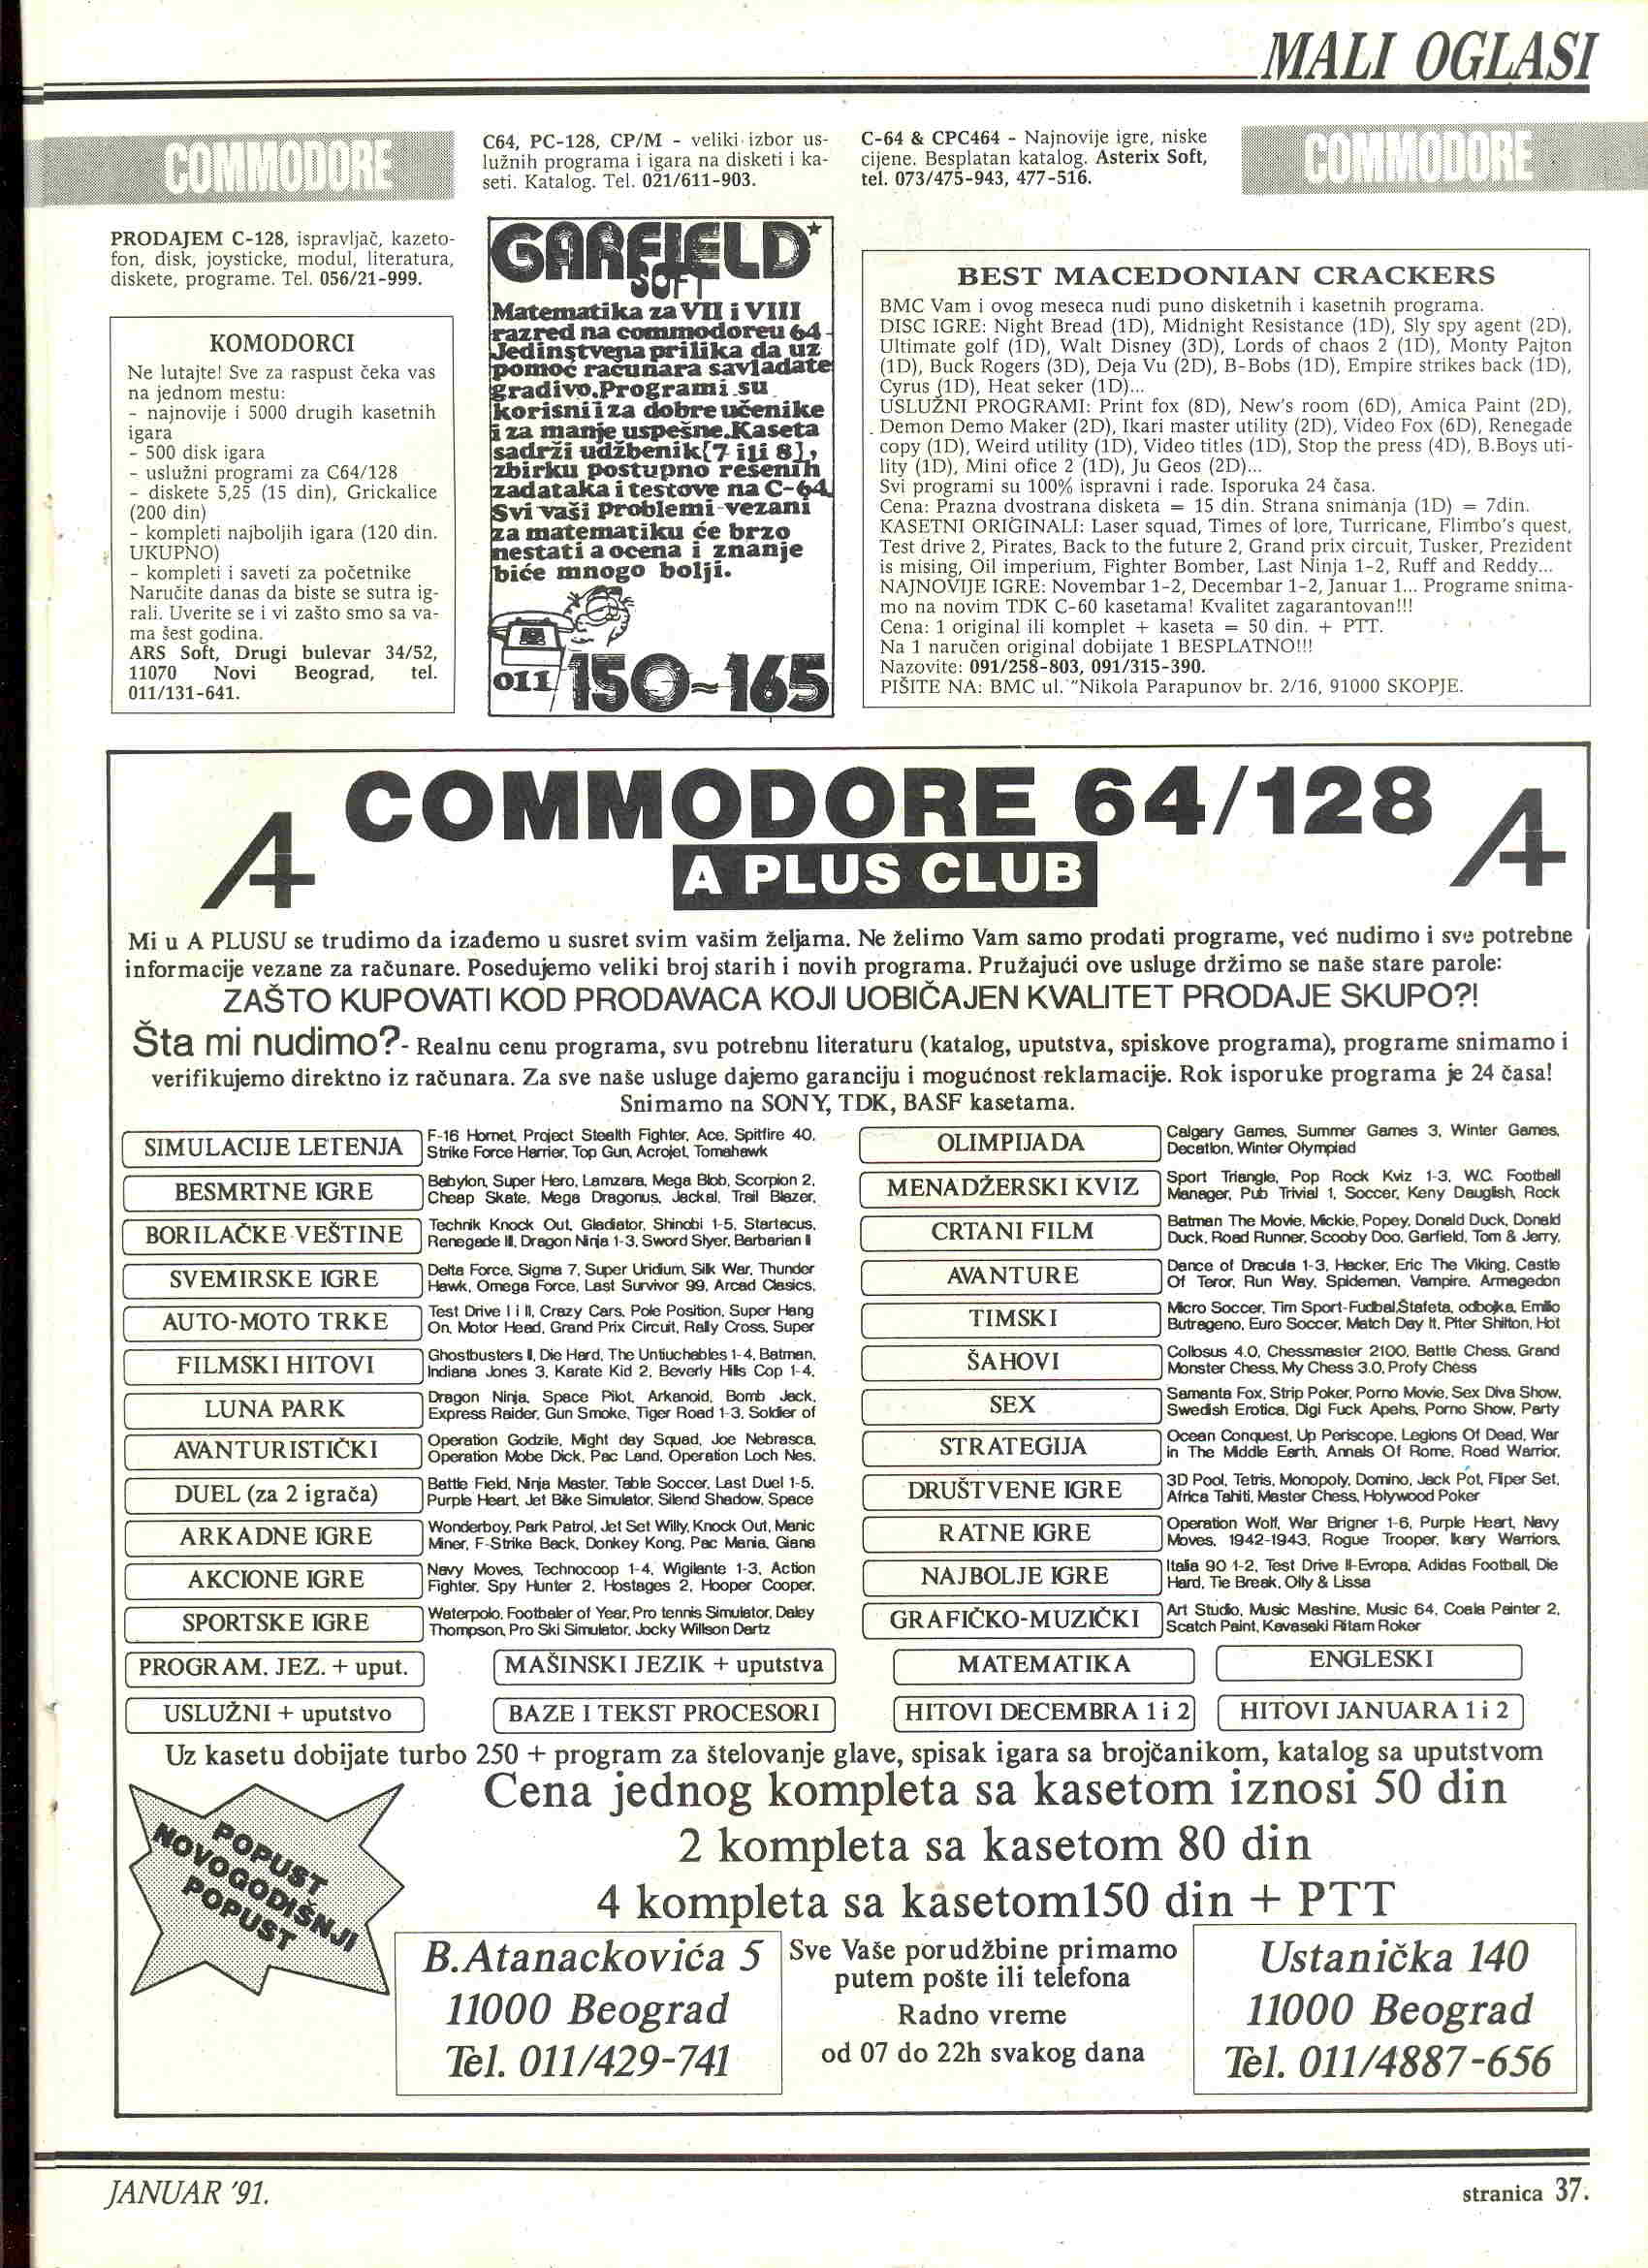 MALI OGLASI
COMMODORE
C64, PC-128, CP/M - veliki izbor us-
lužnih programa i igara na disketi i ka-
seti. Katalog. Tel. 021/611-903.
C-64 & CPC464 - Najnovije igre, niske
cijene. Besplatan katalog. Asterix Soft,
tel. 073/475-943, 477-516.
COMMODORE
PRODAJEM C-128, ispravljač, kazeto-
fon, disk, joysticke, modul, literatura,
diskete, programe. Tel. 056/21-999.
KOMODORCI
Ne lutajte! Sve za raspust čeka vas
na jednom mestu:
- najnovije i 5000 drugih kasetnih
igara
- 500 disk igara
- uslužni programi za C64/128
- diskete 5,25 (15 din), Grickalice
(200 din)
- kompleti najboljih igara (120 din.
UKUPNO)
- kompleti i saveti za početnike
Naručite danas da biste se sutra ig-
rali. Uverite se i vi zašto smo sa va-
ma šest godina.
ARS Soft, Drugi bulevar 34/52,
11070 Novi Beograd, tel.
011/131-641.
GARFIELD*
SOFT
Matematika za VII i VIII
razred na commodoreu 64-
Jedinstvena prilika da uz
pomoć računara savladate
gradivo.Programi su
korisni i za dobre učenike
i za manje uspešne.Kaseta
sadrži udžbenik[7 ili 8],
zbirku postupno rešenih
zadataka i testove na C-64.
Svi vaši problemi vezani
za matematiku će brzo
nestati a ocena i znanje
biće mnogo bolji.
011/150-165
BEST MACEDONIAN CRACKERS
BMC Vam i ovog meseca nudi puno disketnih i kasetnih programa.
DISC IGRE: Night Bread (1D), Midnight Resistance (1D), Sly spy agent (2D),
Ultimate golf (1D), Walt Disney (3D), Lords of chaos 2 (1D), Monty Pajton
(1D), Buck Rogers (3D), Deja Vu (2D), B-Bobs (1D), Empire strikes back (1D),
Cyrus (1D), Heat seker (1D)...
USLUŽNI PROGRAMI: Print fox (8D), New's room (6D), Amica Paint (2D),
Demon Demo Maker (2D), Ikari master utility (2D), Video Fox (6D), Renegade
copy (1D), Weird utility (1D), Video titles (1D), Stop the press (4D), B.Boys uti-
lity (1D), Mini ofice 2 (1D), Ju Geos (2D)...
Svi programi su 100% ispravni i rade. Isporuka 24 časa.
Cena: Prazna dvostrana disketa = 15 din. Strana snimanja (1D) = 7din.
KASETNI ORIGINALI: Laser squad, Times of lore, Turricane, Flimbo's quest,
Test drive 2, Pirates, Back to the future 2, Grand prix circuit, Tusker, Prezident
is mising, Oil imperium, Fighter Bomber, Last Ninja 1-2, Ruff and Reddy...
NAJNOVIJE IGRE: Novembar 1-2, Decembar 1-2, Januar 1... Programe snima-
mo na novim TDK C-60 kasetama! Kvalitet zagarantovan!!!
Cena: 1 original ili komplet + kaseta = 50 din. + PTT.
Na 1 naručen original dobijate 1 BESPLATNO!!!
Nazovite: 091/258-803, 091/315-390.
PIŠITE NA: BMC ul. "Nikola Parapunov br. 2/16, 91000 SKOPJE.
COMMODORE 64/128
A PLUS CLUB
Mi u A PLUSU se trudimo da izađemo u susret svim vašim željama. Ne želimo Vam samo prodati programe, već nudimo i sve potrebne
informacije vezane za računare. Posedujemo veliki broj starih i novih programa. Pružajući ove usluge držimo se naše stare parole:
ZAŠTO KUPOVATI KOD PRODAVACA KOJI UOBIČAJEN KVALITET PRODAJE SKUPO?!
Šta mi nudimo?- Realnu cenu programa, svu potrebnu literaturu (katalog, uputstva, spiskove programa), programe snimamo i
verifikujemo direktno iz računara. Za sve naše usluge dajemo garanciju i mogućnost reklamacije. Rok isporuke programa je 24 časa!
Snimamo na SONY, TDK, BASF kasetama.
SIMULACIJE LETENJA
F-16 Hornet, Project Stealth Fighter, Ace, Spitfire 40,
Strike Force Harrier, Top Gun, Acrojet, Tomahawk
BESMRTNE IGRE
Babylon, Super Hero, Lamzara, Mega Blob, Scorpion 2,
Cheap Skate, Mega Dragonus, Jackal, Trail Blazer,
BORILAČKE VEŠTINE
Technik Knock Out, Gladiator, Shinobi 1-5, Startacus,
Renegade III, Dragon Ninja 1-3, Sword Slyer, Barbarian II
SVEMIRSKE IGRE
Delta Force, Sigma 7, Super Uridium, Silk War, Thunder
Hawk, Omega Force, Last Survivor 99, Arcad Clasics,
AUTO-MOTO TRKE
Test Drive I i II, Crazy Cars, Pole Position, Super Hang
On, Motor Head, Grand Prix Circuit, Rally Cross, Super
FILMSKI HITOVI
Ghostbusters II, Die Hard, The Untiuchables 1-4, Batman,
Indiana Jones 3, Karate Kid 2, Beverly Hills Cop 1-4,
LUNA PARK
Dragon Ninja, Space Pilot, Arkanoid, Bomb Jack,
Express Raider, Gun Smoke, Tiger Road 1-3, Soldier of
AVANTURISTIČKI
Operation Godzile, Might day Squad, Joe Nebrasca,
Operation Mobe Dick, Pac Land, Operation Loch Nes,
DUEL (za 2 igrača)
Battle Field, Ninja Master, Table Soccer, Last Duel 1-5,
Purple Heart, Jet Bike Simulator, Silend Shadow, Space
ARKADNE IGRE
Wonderboy, Park Patrol, Jet Set Willy, Knock Out, Manic
Miner, F-Strike Back, Donkey Kong, Pac Mania, Giana
AKCIONE IGRE
Navy Moves, Technocoop 1-4, Wigilante 1-3, Action
Fighter, Spy Hunter 2, Hostages 2, Hooper Cooper,
SPORTSKE IGRE
Waterpolo, Footbaler of Year, Pro tennis Simulator, Daley
Thompson, Pro Ski Simulator, Jocky Willson Dartz
OLIMPIJADA
Calgary Games, Summer Games 3, Winter Games,
Decatlon, Winter Olympiad
MENADŽERSKI KVIZ
Sport Triangle, Pop Rock Kviz 1-3, W.C. Football
Manager, Pub Trivial 1, Soccer, Keny Dauglish, Rock
CRTANI FILM
Batman The Movie, Mickie, Popey, Donald Duck, Donald
Duck, Road Runner, Scooby Doo, Garfield, Tom & Jerry,
AVANTURE
Dance of Dracula 1-3, Hacker, Eric The Viking, Castle
Of Teror, Run Way, Spideman, Vampire, Armagedon
TIMSKI
Micro Soccer, Tim Sport-Fudbal,Štafeta, odbojka, Emilio
Butrageno, Euro Soccer, Match Day II, Piter Shilton, Hot
ŠAHOVI
Collosus 4.0, Chessmaster 2100, Battle Chess, Grand
Monster Chess, My Chess 3.0, Profy Chess
SEX
Samanta Fox, Strip Poker, Porno Movie, Sex Diva Show,
Swedish Erotica, Digi Fuck Apehs, Porno Show, Party
STRATEGIJA
Ocean Conquest, Up Periscope, Legions Of Dead, War
in The Middle Earth, Annals Of Rome, Road Warrior,
DRUŠTVENE IGRE
3D Pool, Tetris, Monopoly, Domino, Jack Pot, Fliper Set,
Africa Tahiti, Master Chess, Holywood Poker
RATNE IGRE
Operation Wolf, War Brigner 1-6, Purple Heart, Navy
Moves, 1942-1943, Rogue Trooper, Ikary Warriors,
NAJBOLJE IGRE
Italia 90 1-2, Test Drive II-Evropa, Adidas Football, Die
Hard, Tie Break, Olly & Lissa
GRAFIČKO-MUZIČKI
Art Studio, Music Mashine, Music 64, Coala Painter 2,
Scatch Paint, Kavasaki Ritam Roker
PROGRAM. JEZ. + uput.
MAŠINSKI JEZIK + uputstva
MATEMATIKA
ENGLESKI
USLUŽNI + uputstvo
BAZE I TEKST PROCESORI
HITOVI DECEMBRA 1 i 2
HITOVI JANUARA 1 i 2
Uz kasetu dobijate turbo 250 + program za štelovanje glave, spisak igara sa brojčanikom, katalog sa uputstvom
Cena jednog kompleta sa kasetom iznosi 50 din
2 kompleta sa kasetom 80 din
4 kompleta sa kasetom150 din + PTT
POPUST
NOVOGODIŠNJI
POPUST
B.Atanackovića 5
11000 Beograd
Tel. 011/429-741
Sve Vaše porudžbine primamo
putem pošte ili telefona
Radno vreme
od 07 do 22h svakog dana
Ustanička 140
11000 Beograd
Tel. 011/4887-656
JANUAR '91.
stranica 37.